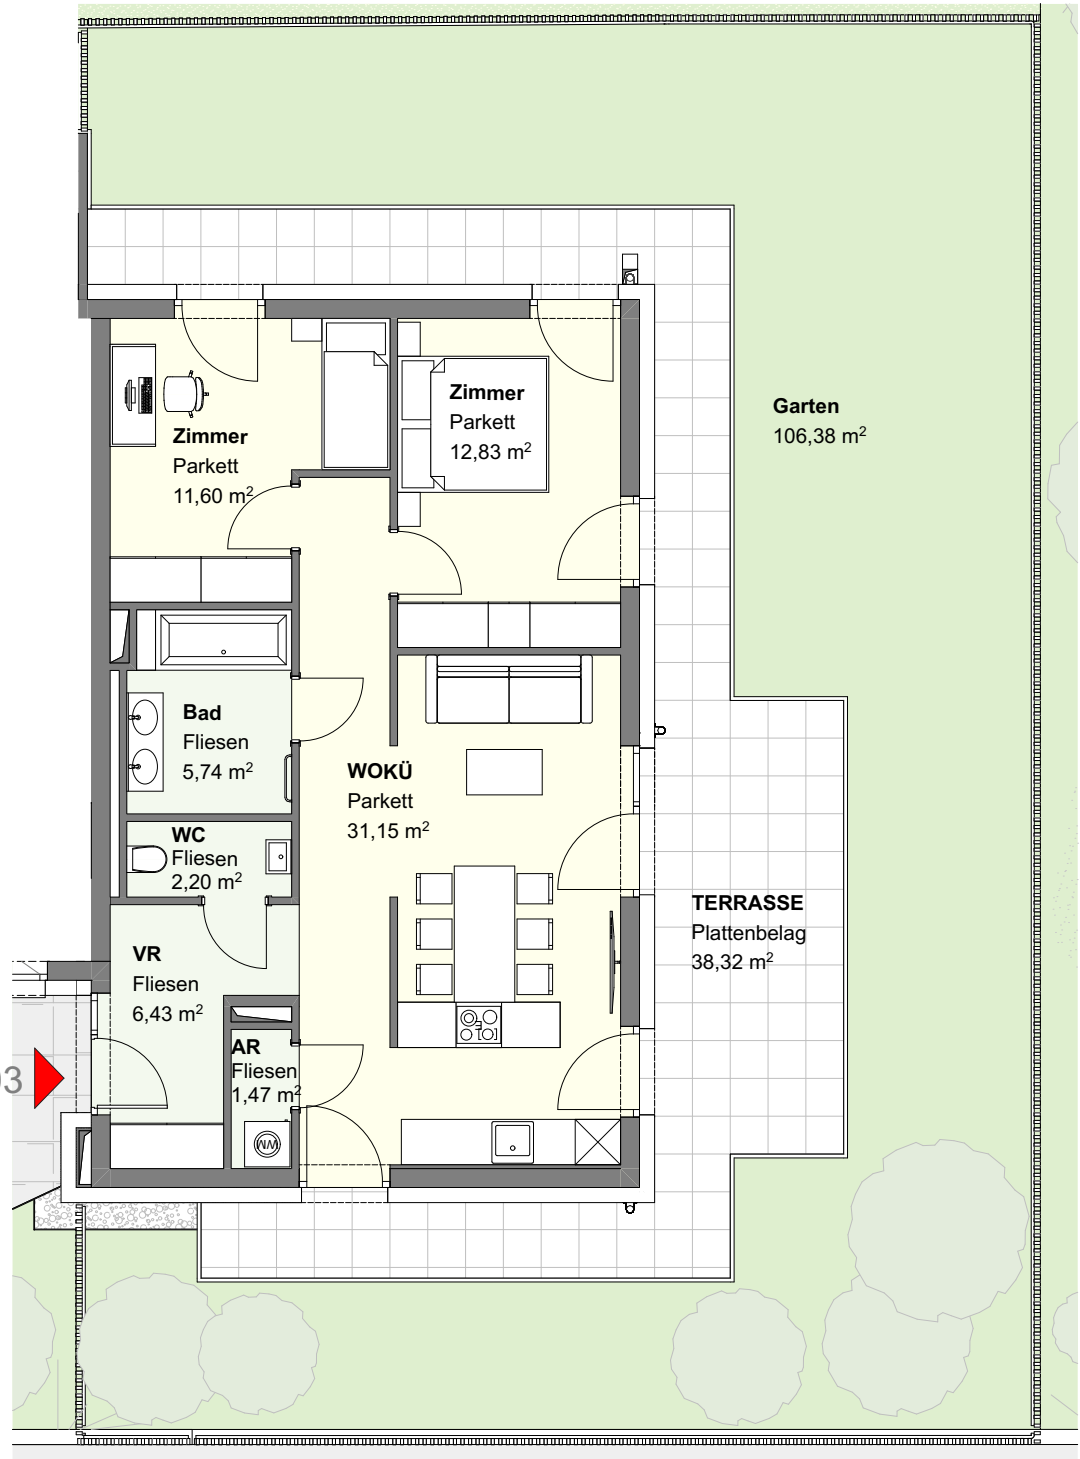 Zimmer
Parkett
11,60 m²
Zimmer
Parkett
12,83 m²
Garten
106,38 m²
Bad
Fliesen
5,74 m²
WOKÜ
Parkett
31,15 m²
WC
Fliesen
2,20 m²
TERRASSE
Plattenbelag
38,32 m²
VR
Fliesen
6,43 m²
AR
Fliesen
1,47 m²
WM